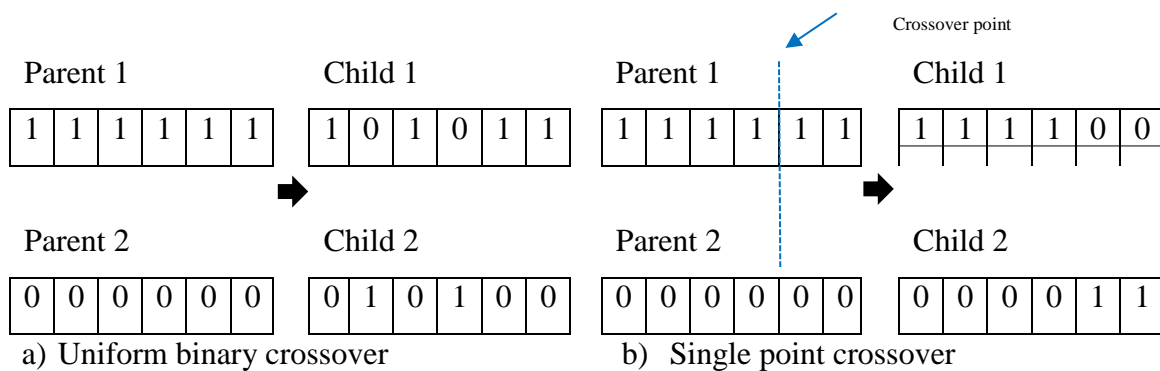 Crossover point
Parent 1 Child 1 Parent 1 Child 1
1 1 1 1 1 1 1 0 1 0 1 1 1 1 1 1 1 1 1 1 1 1 0 0
Parent 2 Child 2 Parent 2 Child 2
0 0 0 0 0 0 0 1 0 1 0 0 0 0 0 0 0 0 0 0 0 0 1 1
a) Uniform binary crossover b) Single point crossover